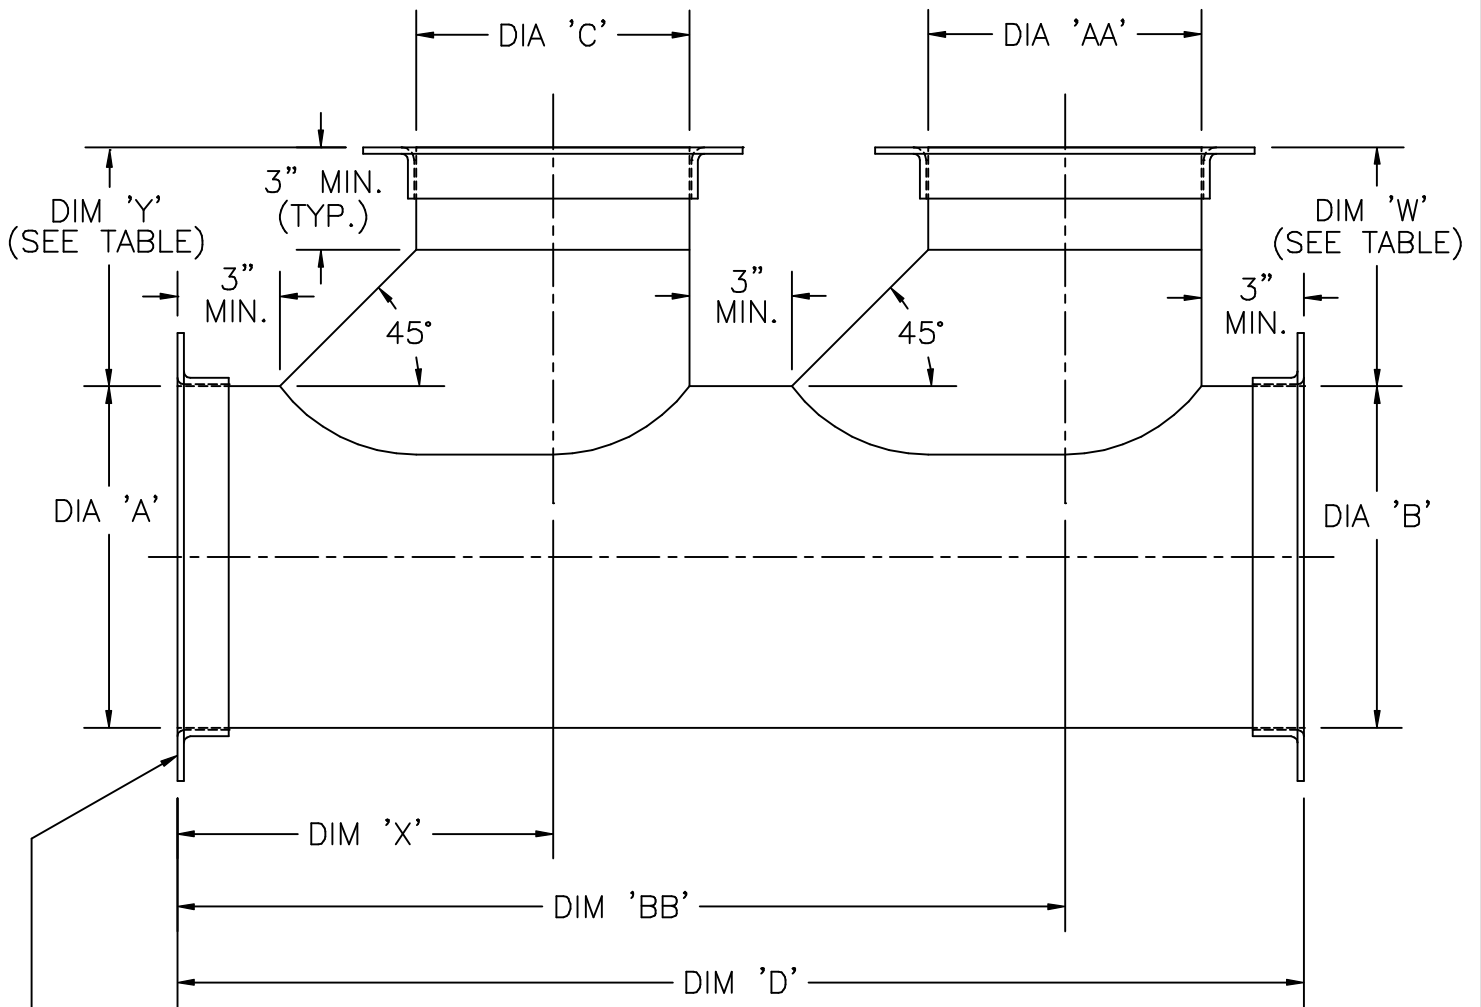 DIA 'C'
DIA 'AA'
3" MIN.
(TYP.)
DIM 'Y'
(SEE TABLE)
DIM 'W'
(SEE TABLE)
3"
MIN.
3"
MIN.
3"
MIN.
45°
45°
DIA 'A'
DIA 'B'
DIM 'X'
DIM 'BB'
DIM 'D'